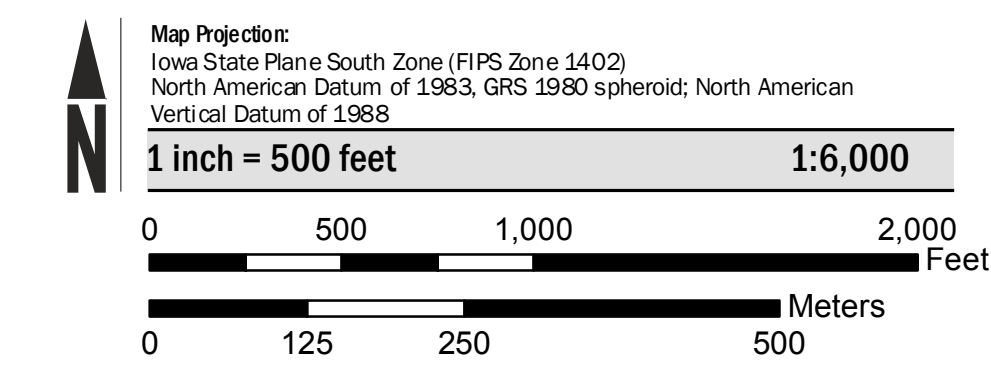 Map Projection:
Iowa State Plane South Zone (FIPS Zone 1402)
North American Datum of 1983, GRS 1980 spheroid; North American
Vertical Datum of 1988
N
1 inch = 500 feet 1:6,000
0 500 1,000 2,000
Feet
Meters
0 125 250 500